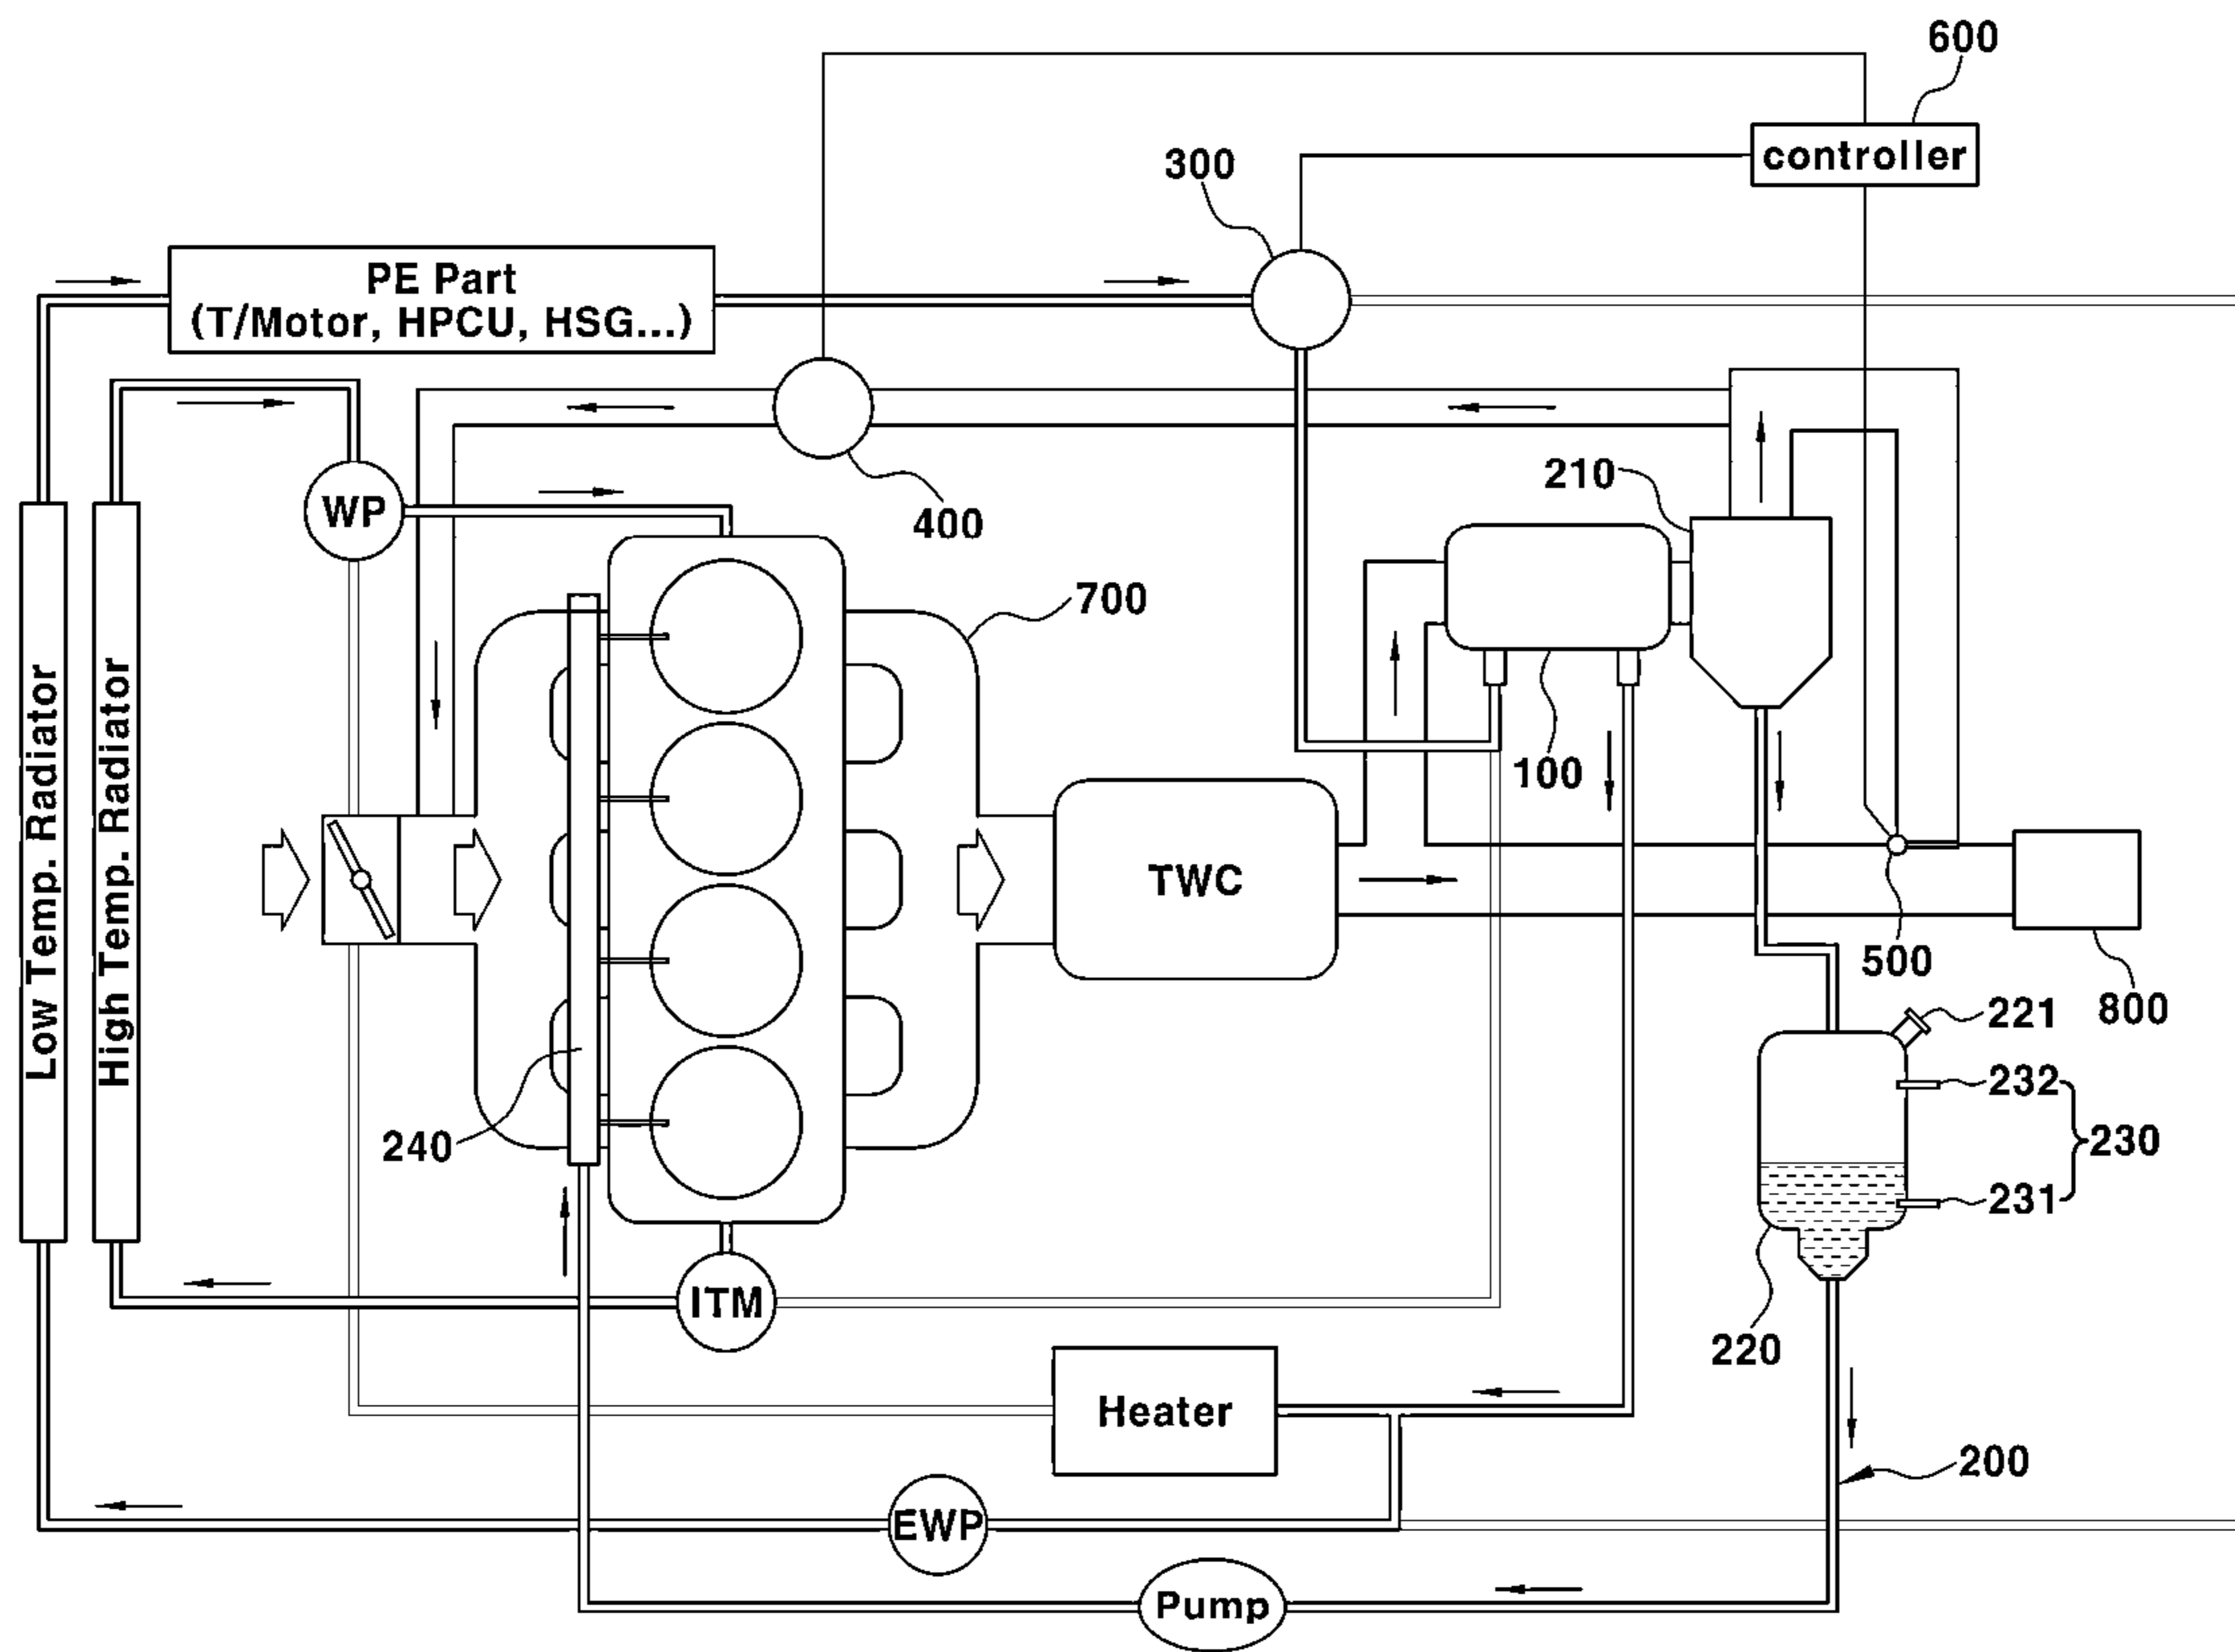 600
controller
300
PE Part
(T/Motor, HPCU, HSG...)
210
WP
400
700
Low Temp. Radiator
High Temp. Radiator
100
TWC
500
800
221
232
230
231
240
220
ITM
Heater
200
EWP
Pump